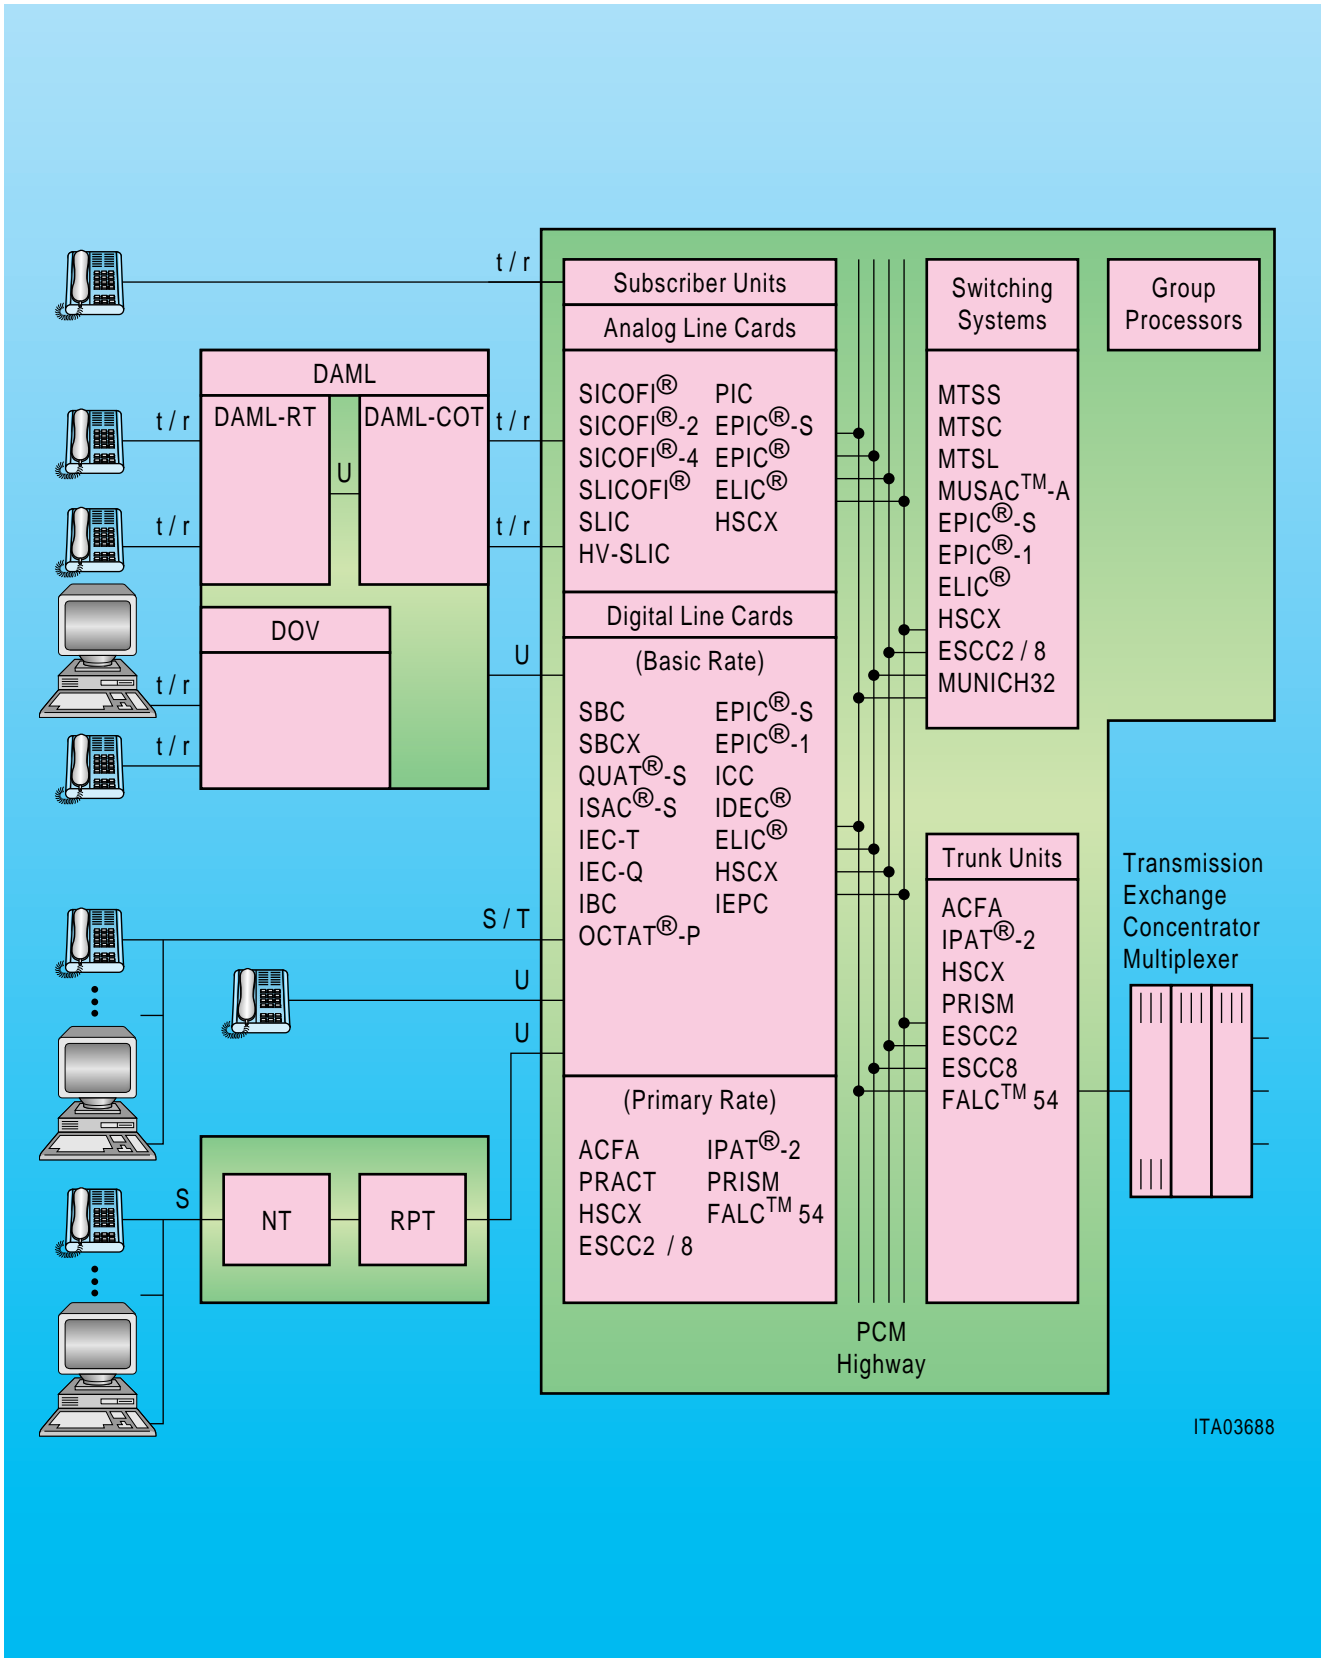 t / r
Subscriber Units
Analog Line Cards
SICOFI® PIC
SICOFI®-2 EPIC®-S
SICOFI®-4 EPIC®
SLICOFI® ELIC®
SLIC HSCX
HV-SLIC
Switching
Systems
MTSS
MTSC
MTSL
MUSAC™-A
EPIC®-S
EPIC®-1
ELIC®
HSCX
ESCC2 / 8
MUNICH32
Group
Processors
DAML
DAML-RT
DAML-COT
U
t / r
t / r
t / r
t / r
DOV
t / r
t / r
U
Digital Line Cards
(Basic Rate)
SBC EPIC®-S
SBCX EPIC®-1
QUAT®-S ICC
ISAC®-S IDEC®
IEC-T ELIC®
IEC-Q HSCX
IBC IEPC
OCTAT®-P
S / T
U
U
(Primary Rate)
ACFA IPAT®-2
PRACT PRISM
HSCX FALC™ 54
ESCC2 / 8
Trunk Units
ACFA
IPAT®-2
HSCX
PRISM
ESCC2
ESCC8
FALC™ 54
Transmission
Exchange
Concentrator
Multiplexer
S
NT
RPT
PCM
Highway
ITA03688